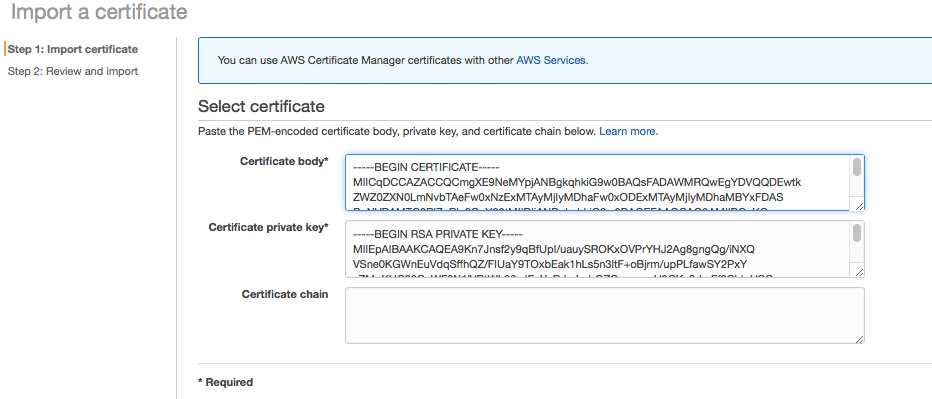 Import a certificate
Step 1: Import certificate
Step 2: Review and import
You can use AWS Certificate Manager certificates with other AWS Services.
Select certificate
Paste the PEM-encoded certificate body, private key, and certificate chain below. Learn more.
Certificate body*
-----BEGIN CERTIFICATE-----
MIICqDCCAZACCQCmgXE9NeMYpjANBgkqhkiG9w0BAQsFADAWMRQwEgYDVQQDEwtk
ZWZ0ZXN0LmNvbTAeFw0xNzExMTAyMjIyMDhaFw0xODExMTAyMjIyMDhaMBYxFDAS
Certificate private key*
-----BEGIN RSA PRIVATE KEY-----
MIIEpAIBAAKCAQEA9Kn7Jnsf2y9qBfUpI/uauySROKxOVPrYHJ2Ag8gngQg/iNXQ
VSne0KGWnEuVdqSffhQZ/FlUaY9TOxbEak1hLs5n3ltF+oBjrm/upPLfawSY2PxY
Certificate chain
* Required